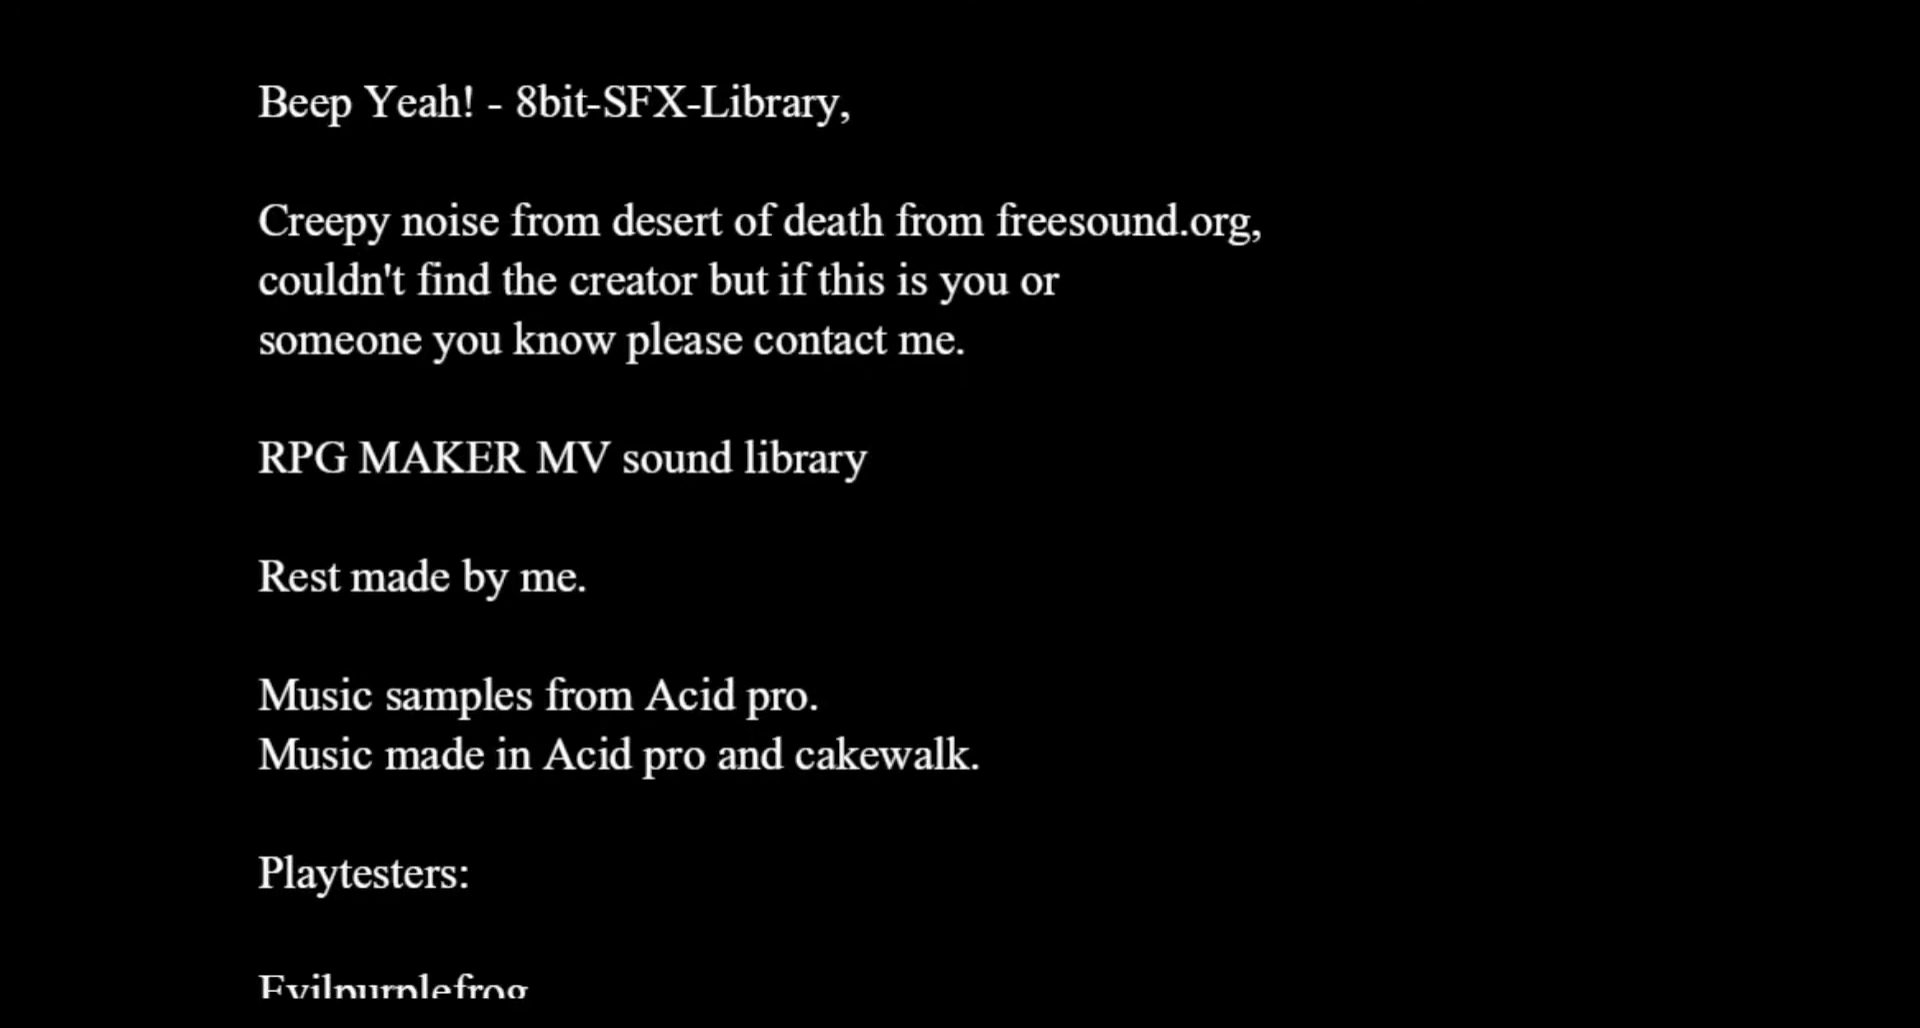 Beep Yeah! - 8bit-SFX-Library,
Creepy noise from desert of death from freesound.org,
couldn't find the creator but if this is you or
someone you know please contact me.
RPG MAKER MV sound library
Rest made by me.
Music samples from Acid pro.
Music made in Acid pro and cakewalk.
Playtesters:
Evilpurplefrog